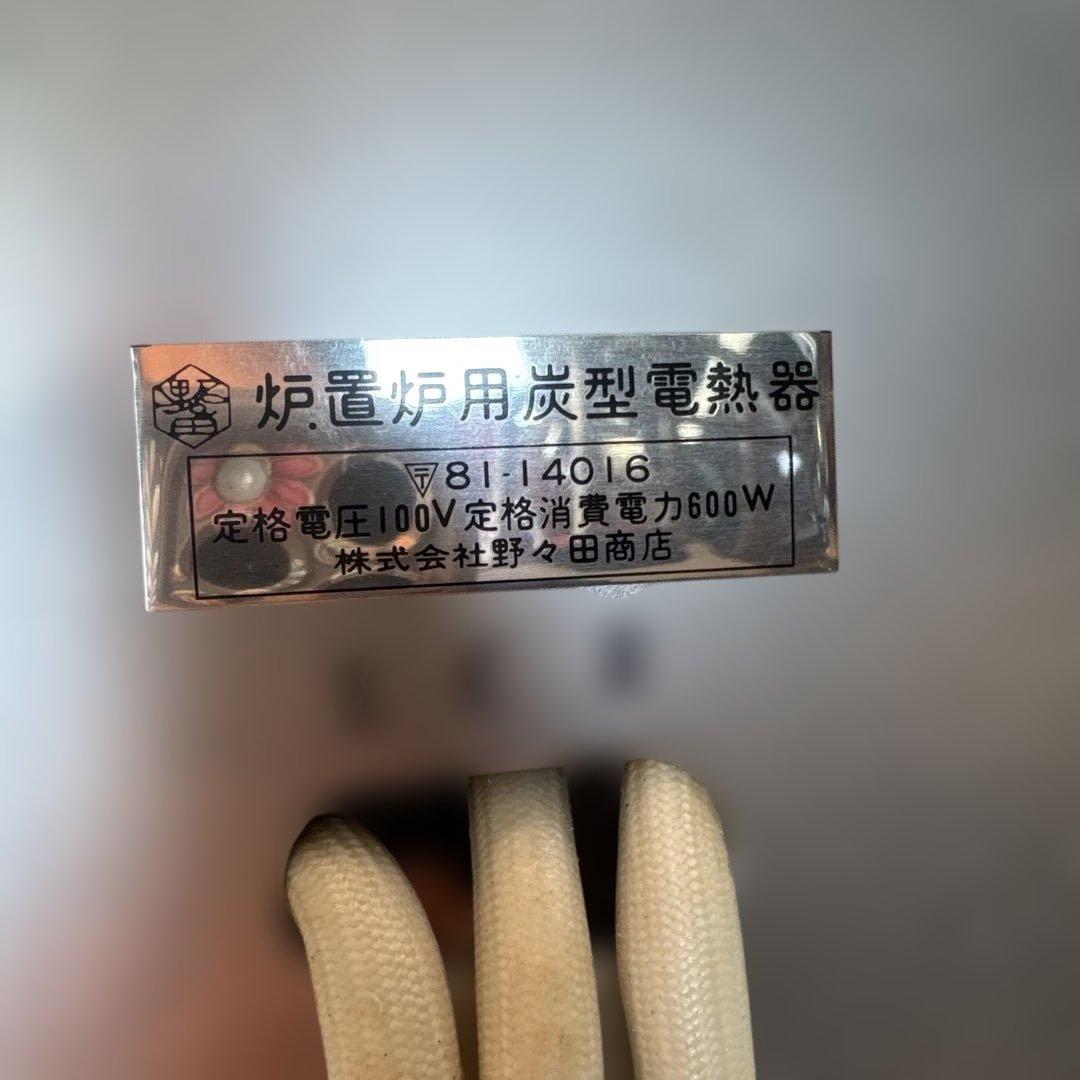 炉.置炉用炭型電熱器
〒81-14016
定格電圧100V定格消費電力600W
株式会社野々田商店